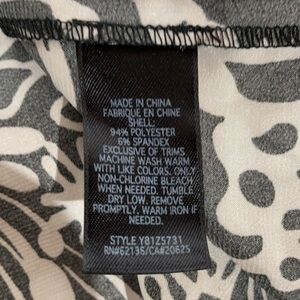 MADE IN CHINA
FABRIQUE EN CHINE
SHELL:
94% POLYESTER
6% SPANDEX
EXCLUSIVE OF TRIMS
MACHINE WASH WARM
WITH LIKE COLORS. ONLY
NON-CHLORINE BLEACH
WHEN NEEDED. TUMBLE
DRY LOW. REMOVE
PROMPTLY. WARM IRON IF
NEEDED.
STYLE Y81Z5731
RN#62136/CA#20625